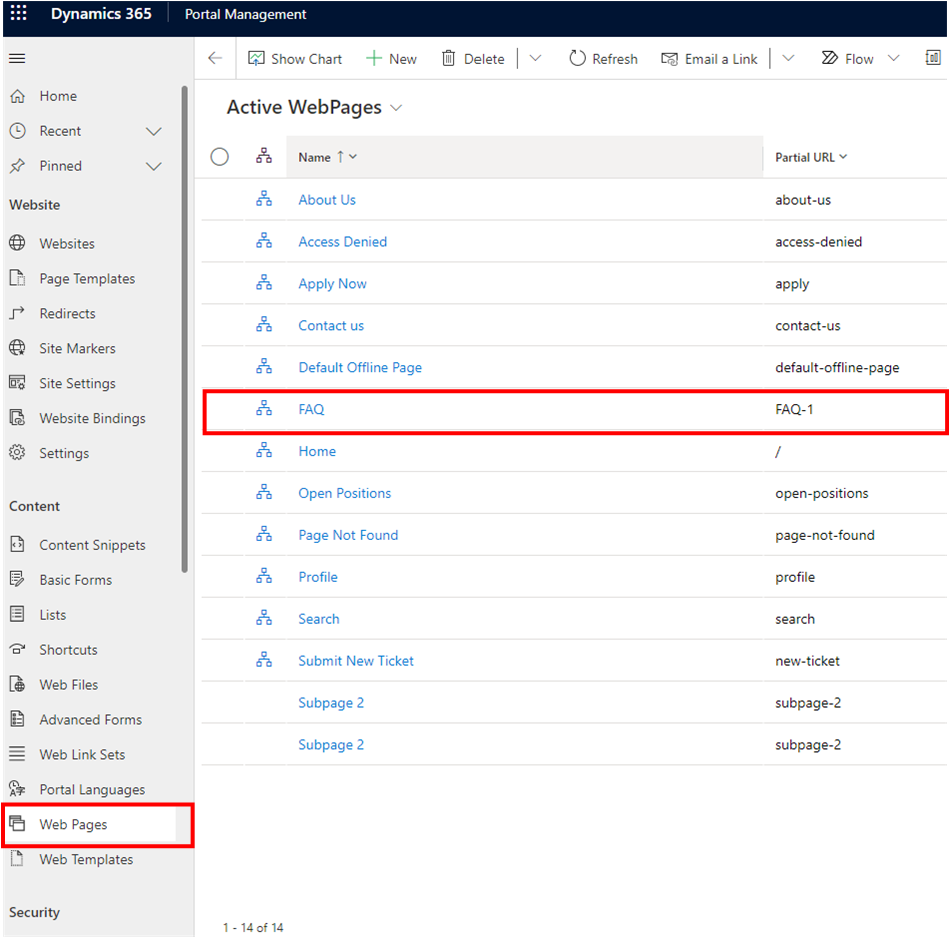 Dynamics 365 Portal Management
Show Chart New Delete Refresh Email a Link Flow
Home
Recent
Pinned
Website
Websites
Page Templates
Redirects
Site Markers
Site Settings
Website Bindings
Settings
Content
Content Snippets
Basic Forms
Lists
Shortcuts
Web Files
Advanced Forms
Web Link Sets
Portal Languages
Web Pages
Web Templates
Security
Active WebPages
Name Partial URL
About Us about-us
Access Denied access-denied
Apply Now apply
Contact us contact-us
Default Offline Page default-offline-page
FAQ FAQ-1
Home /
Open Positions open-positions
Page Not Found page-not-found
Profile profile
Search search
Submit New Ticket new-ticket
Subpage 2 subpage-2
Subpage 2 subpage-2
1 - 14 of 14